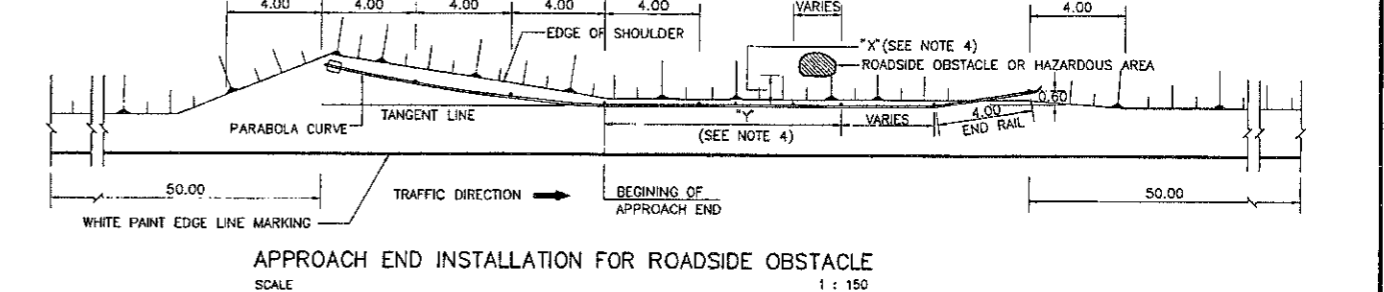 4.00 4.00 4.00 4.00 4.00 VARIES 4.00
EDGE OF SHOULDER
"X"(SEE NOTE 4)
ROADSIDE OBSTACLE OR HAZARDOUS AREA
0.60
PARABOLA CURVE
TANGENT LINE
"Y"
(SEE NOTE 4)
VARIES
4.00
END RAIL
50.00
TRAFFIC DIRECTION
BEGINING OF
APPROACH END
50.00
WHITE PAINT EDGE LINE MARKING
APPROACH END INSTALLATION FOR ROADSIDE OBSTACLE
SCALE 1 : 150